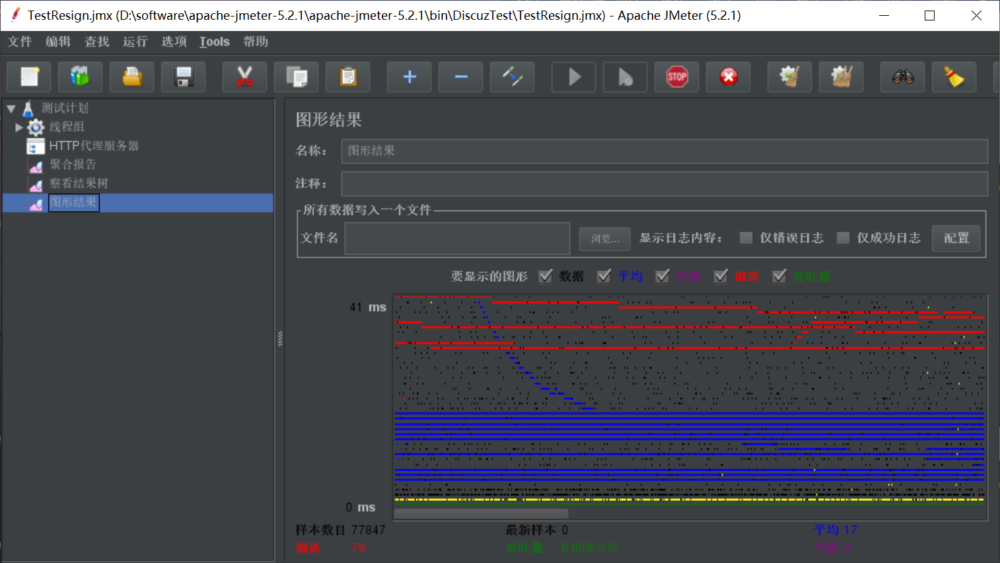 TestResign.jmx (D:\software\apache-jmeter-5.2.1\apache-jmeter-5.2.1\bin\DiscuzTest\TestResign.jmx) - Apache JMeter (5.2.1)
文件 编辑 查找 运行 选项 Tools 帮助
STOP
测试计划
线程组
HTTP代理服务器
聚合报告
察看结果树
图形结果
图形结果
名称： 图形结果
注释：
所有数据写入一个文件
文件名 浏览... 显示日志内容： 仅错误日志 仅成功日志 配置
要显示的图形 数据 平均 中值 偏离 吞吐量
41 ms
0 ms
样本数目 77847 最新样本 0 平均 17
偏离 79 吞吐量 0.003/分钟 中值 0